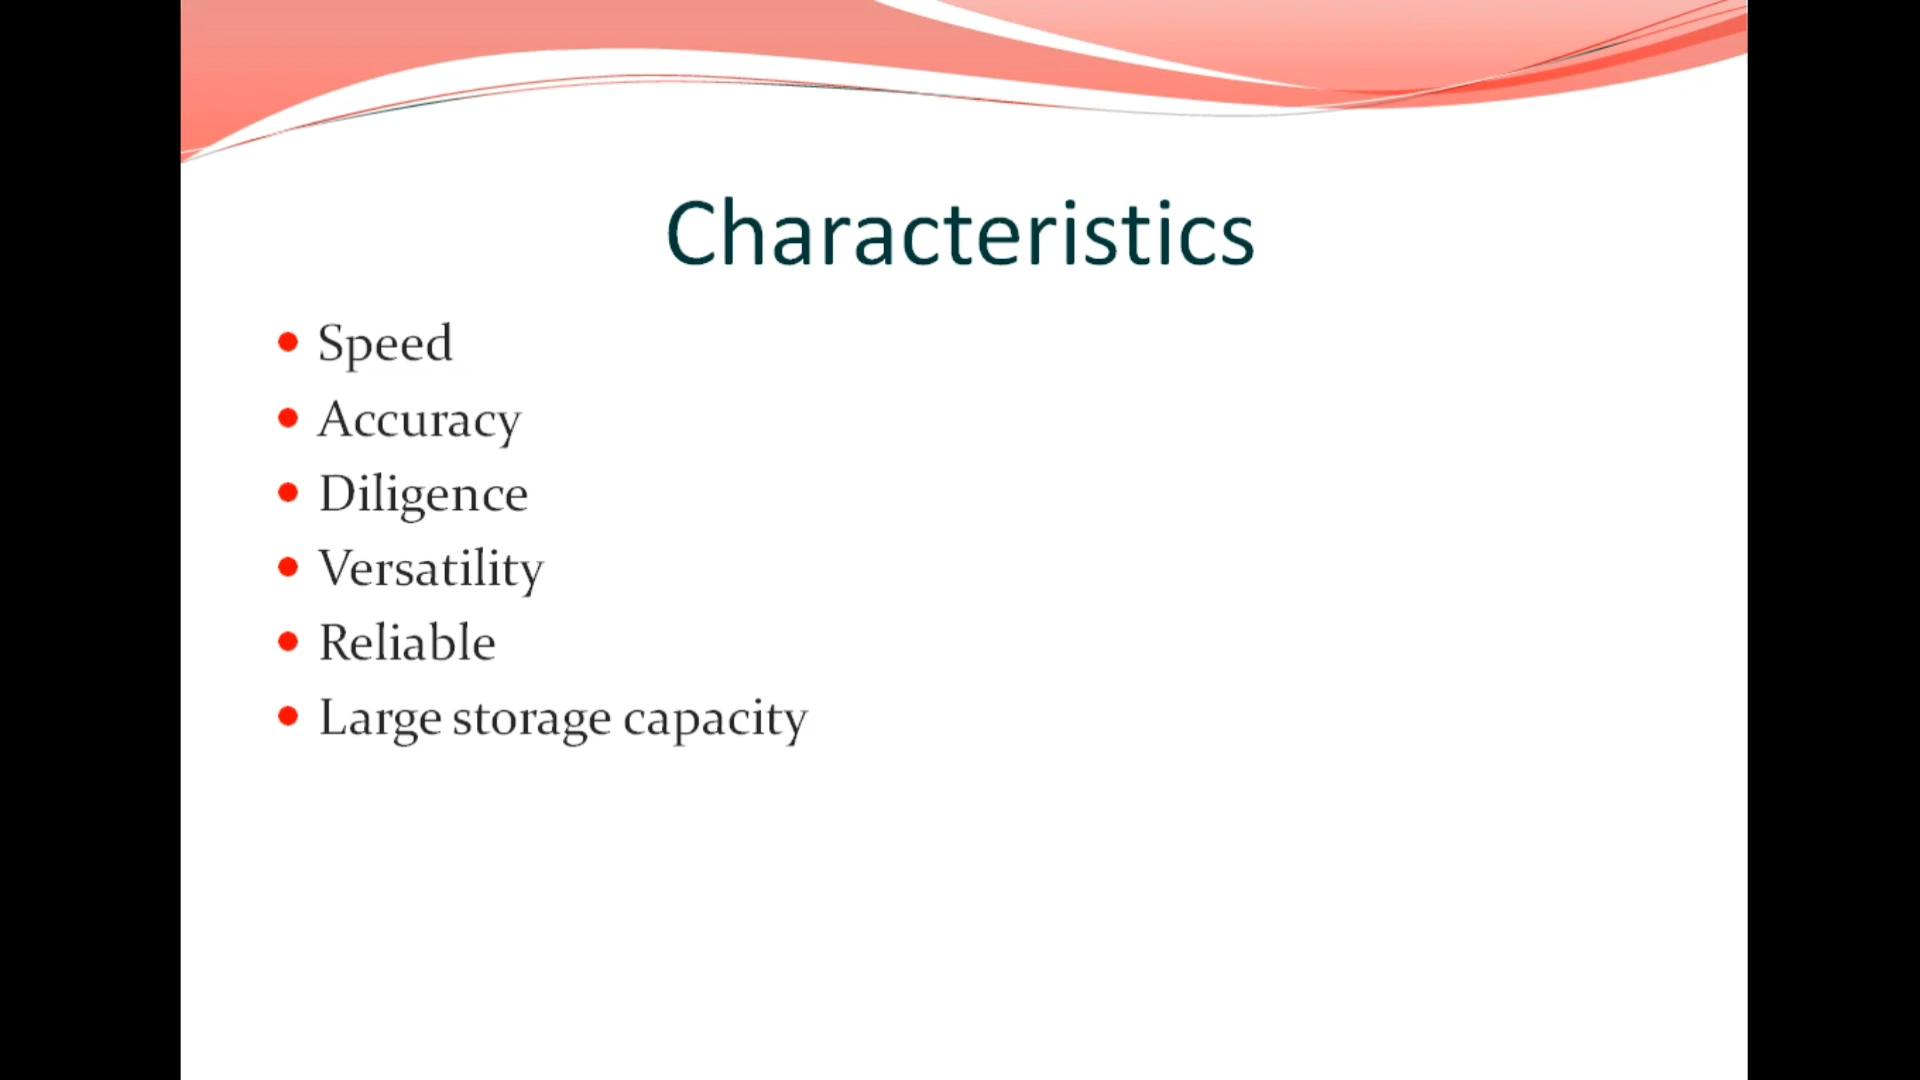 Characteristics
• Speed
• Accuracy
• Diligence
• Versatility
• Reliable
• Large storage capacity